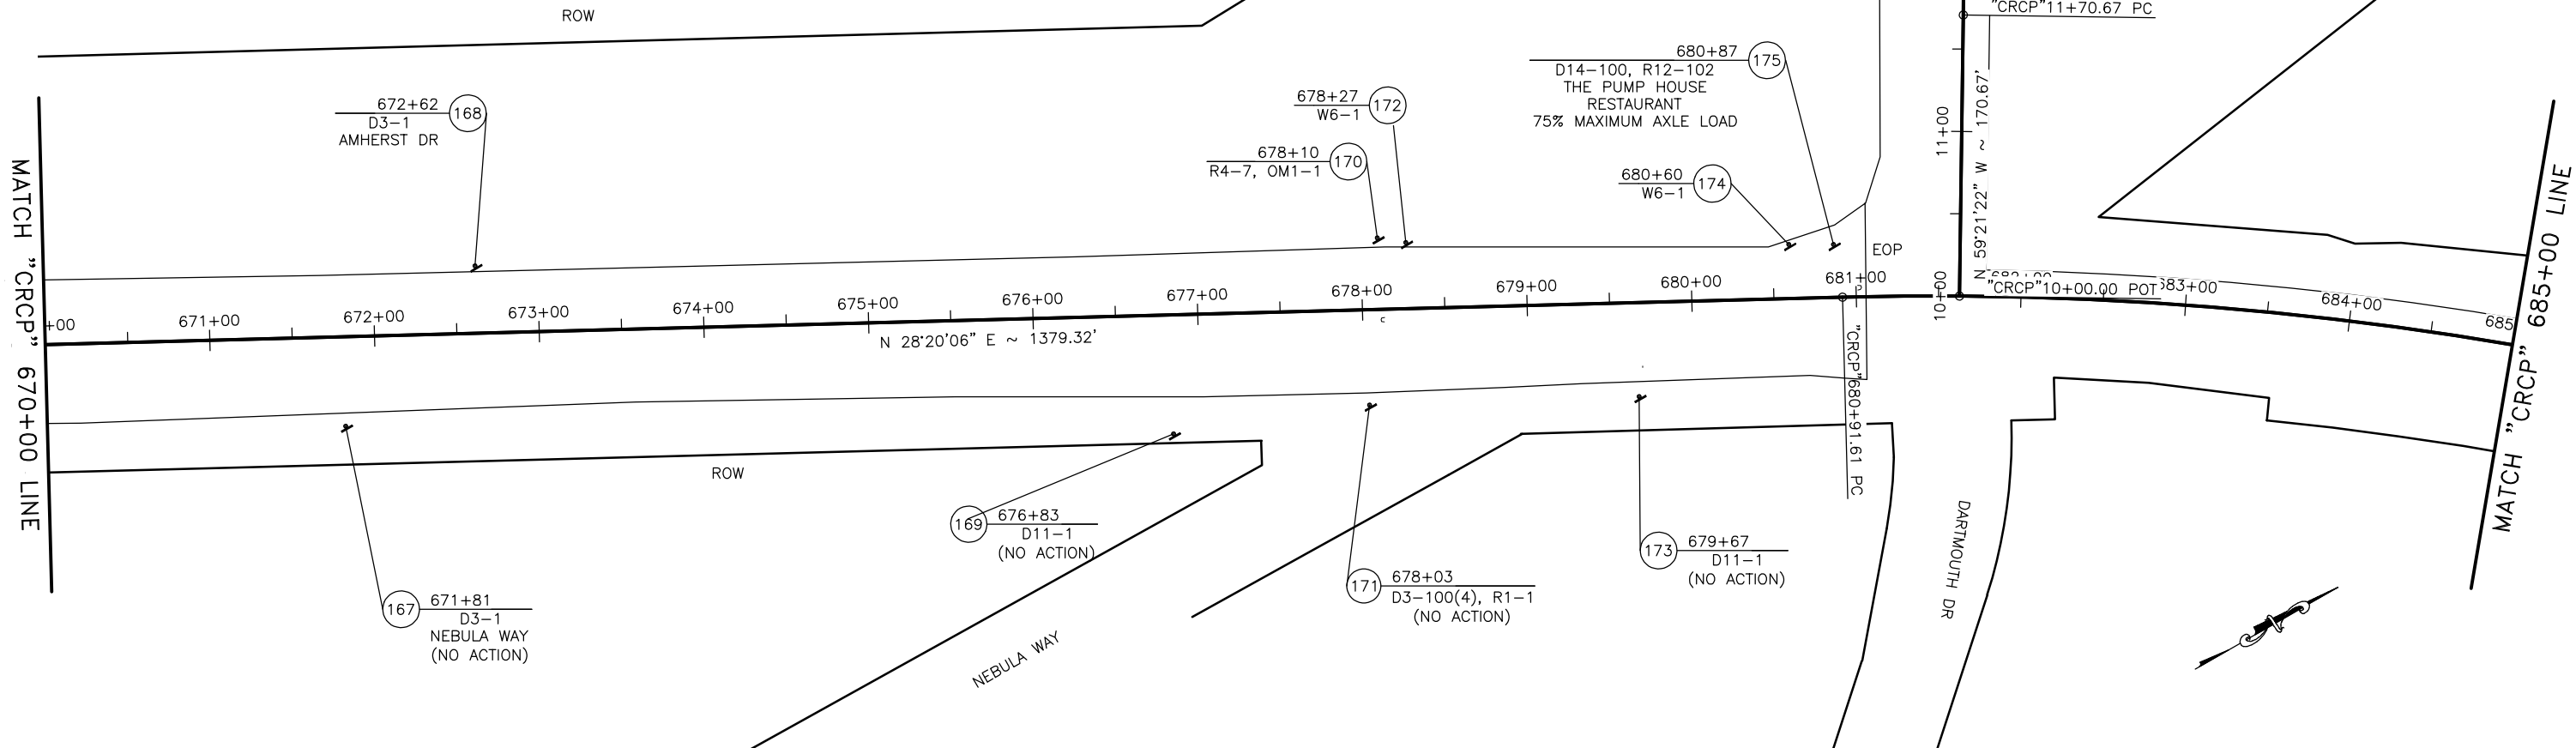 ROW
"CRCP"11+70.67 PC
680+87
175
D14-100, R12-102
THE PUMP HOUSE
RESTAURANT
75% MAXIMUM AXLE LOAD
672+62
168
D3-1
AMHERST DR
678+27
172
W6-1
678+10
170
R4-7, OM1-1
680+60
174
W6-1
11+00
N 59°21'22" W ~ 170.67'
EOP
MATCH "CRCP" 670+00 LINE
MATCH "CRCP" 685+00 LINE
+00
671+00
672+00
673+00
674+00
675+00
676+00
677+00
678+00
679+00
680+00
681+00
10+00
682+00
"CRCP"10+00.00 POT
683+00
684+00
685
N 28°20'06" E ~ 1379.32'
c
"CRCP"680+91.61 PC
ROW
169
676+83
D11-1
(NO ACTION)
173
679+67
D11-1
(NO ACTION)
171
678+03
D3-100(4), R1-1
(NO ACTION)
167
671+81
D3-1
NEBULA WAY
(NO ACTION)
NEBULA WAY
DARTMOUTH DR
N